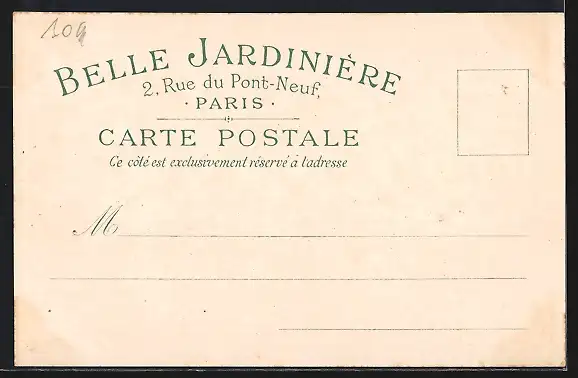 109
BELLE JARDINIÈRE
2, Rue du Pont-Neuf,
· PARIS ·
CARTE POSTALE
Ce côté est exclusivement réservé à l'adresse
M